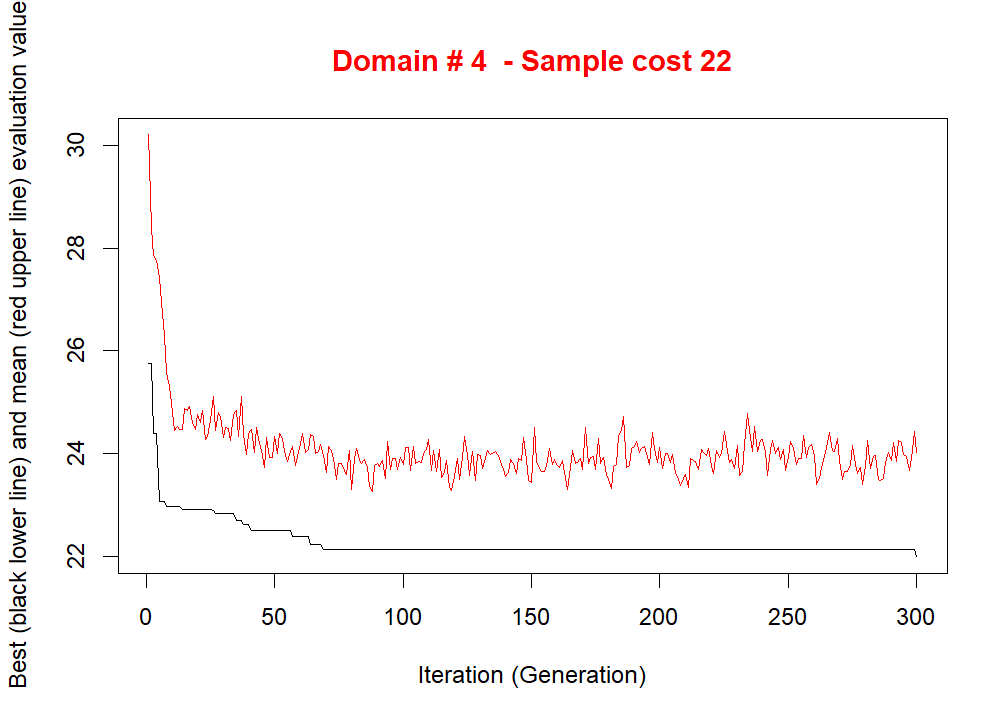 Domain # 4  - Sample cost 22
Best (black lower line) and mean (red upper line) evaluation value
30
28
26
24
22
0 50 100 150 200 250 300
Iteration (Generation)